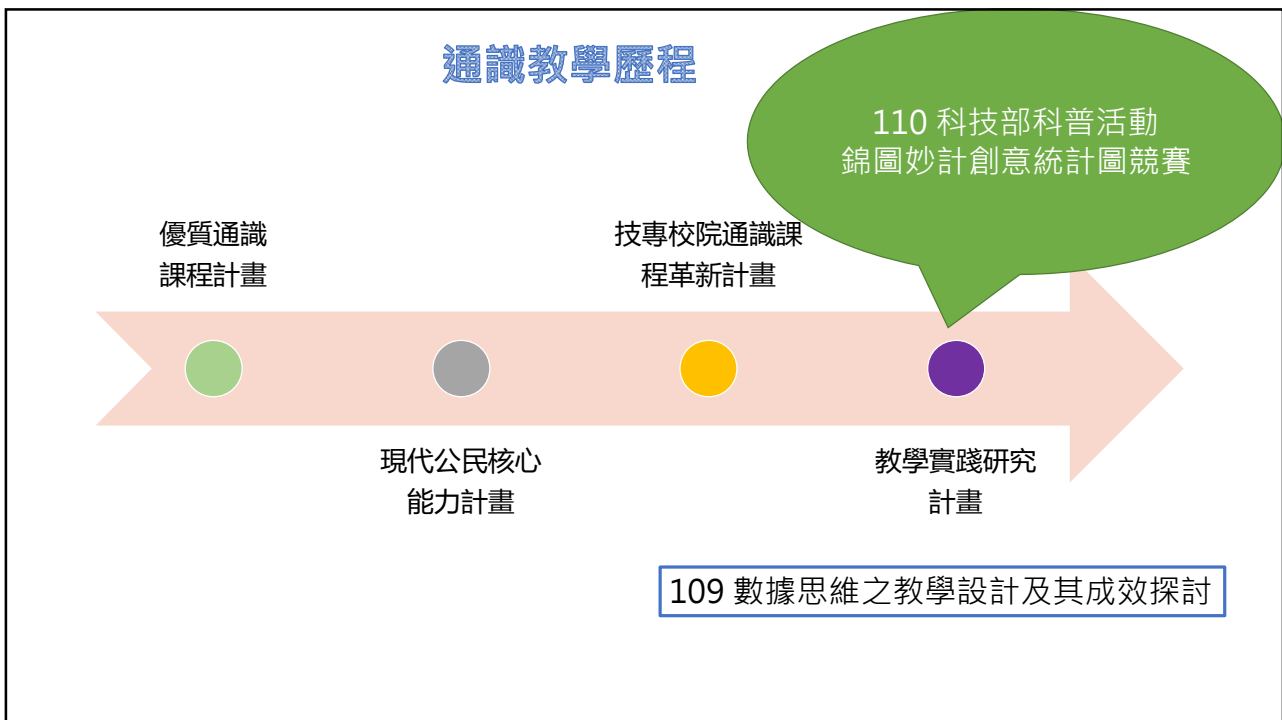 通識教學歷程
110 科技部科普活動
錦圖妙計創意統計圖競賽
優質通識
課程計畫
技專校院通識課
程革新計畫
現代公民核心
能力計畫
教學實踐研究
計畫
109 數據思維之教學設計及其成效探討